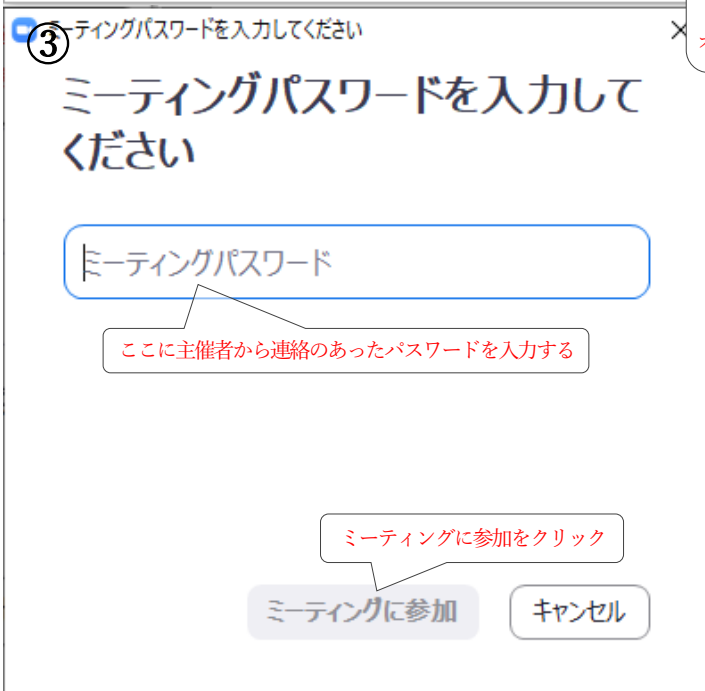 ③
ミーティングパスワードを入力してください
ミーティングパスワードを入力して
ください
ミーティングパスワード
ここに主催者から連絡のあったパスワードを入力する
ミーティングに参加をクリック
ミーティングに参加
キャンセル